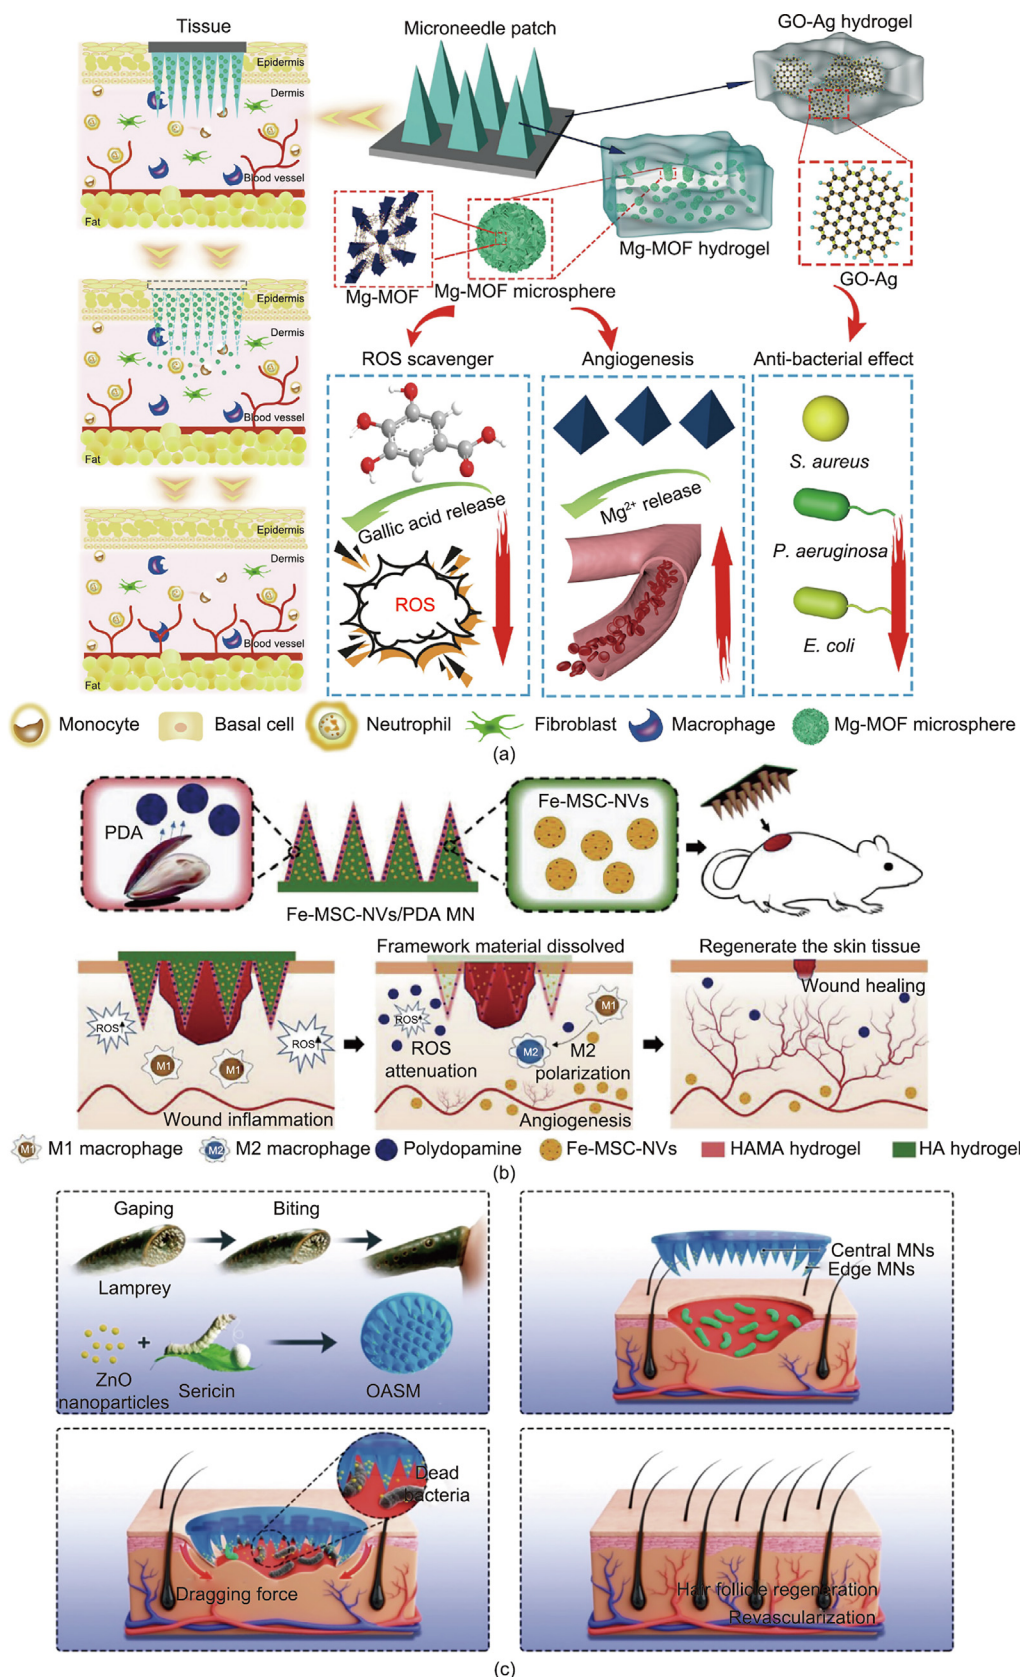 Tissue
Epidermis
Dermis
Blood vessel
Fat
Microneedle patch
GO-Ag hydrogel
Mg-MOF hydrogel
Mg-MOF
Mg-MOF microsphere
GO-Ag
Epidermis
Dermis
Blood vessel
Fat
Epidermis
Dermis
Blood vessel
Fat
ROS scavenger
Gallic acid release
ROS
Angiogenesis
Mg²⁺ release
Anti-bacterial effect
S. aureus
P. aeruginosa
E. coli
Monocyte
Basal cell
Neutrophil
Fibroblast
Macrophage
Mg-MOF microsphere
(a)
PDA
Fe-MSC-NVs/PDA MN
Fe-MSC-NVs
ROS
ROS
M1
M1
Wound inflammation
Framework material dissolved
ROS
ROS
attenuation
M1
M2
M2
polarization
Angiogenesis
Regenerate the skin tissue
Wound healing
M1
M1 macrophage
M2
M2 macrophage
Polydopamine
Fe-MSC-NVs
HAMA hydrogel
HA hydrogel
(b)
Gaping
Biting
Lamprey
+
ZnO
nanoparticles
Sericin
OASM
Central MNs
Edge MNs
Dead
bacteria
Dragging force
Hair follicle regeneration
Revascularization
(c)